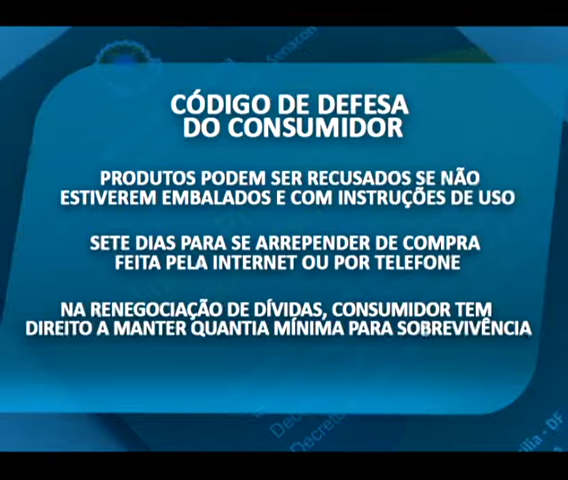 Senacon
CÓDIGO DE DEFESA
DO CONSUMIDOR
PRODUTOS PODEM SER RECUSADOS SE NÃO
ESTIVEREM EMBALADOS E COM INSTRUÇÕES DE USO
SETE DIAS PARA SE ARREPENDER DE COMPRA
FEITA PELA INTERNET OU POR TELEFONE
NA RENEGOCIAÇÃO DE DÍVIDAS, CONSUMIDOR TEM
DIREITO A MANTER QUANTIA MÍNIMA PARA SOBREVIVÊNCIA
- DF